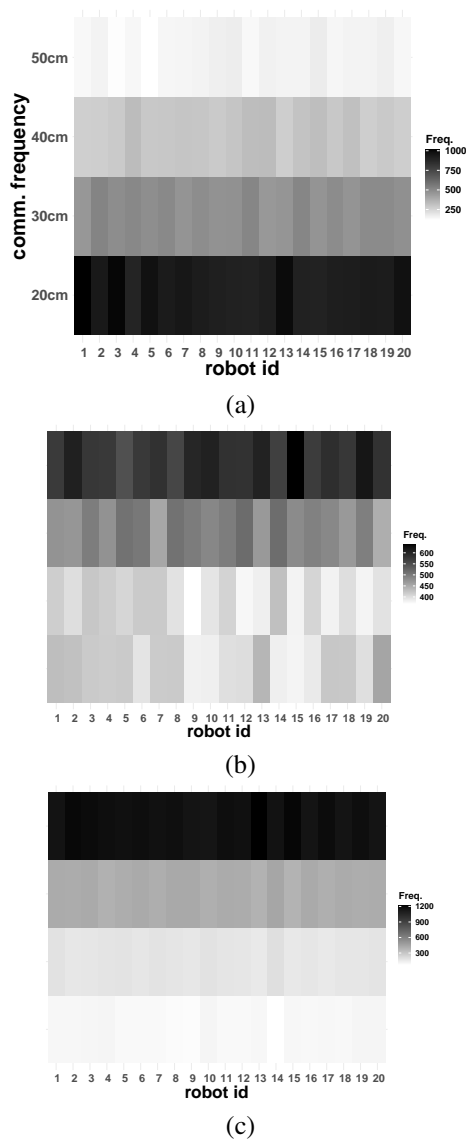 50cm
40cm
30cm
20cm
comm. frequency
Freq.
1000
750
500
250
1 2 3 4 5 6 7 8 9 10 11 12 13 14 15 16 17 18 19 20
robot id
(a)
Freq.
600
550
500
450
400
1 2 3 4 5 6 7 8 9 10 11 12 13 14 15 16 17 18 19 20
robot id
(b)
Freq.
1200
900
600
300
1 2 3 4 5 6 7 8 9 10 11 12 13 14 15 16 17 18 19 20
robot id
(c)